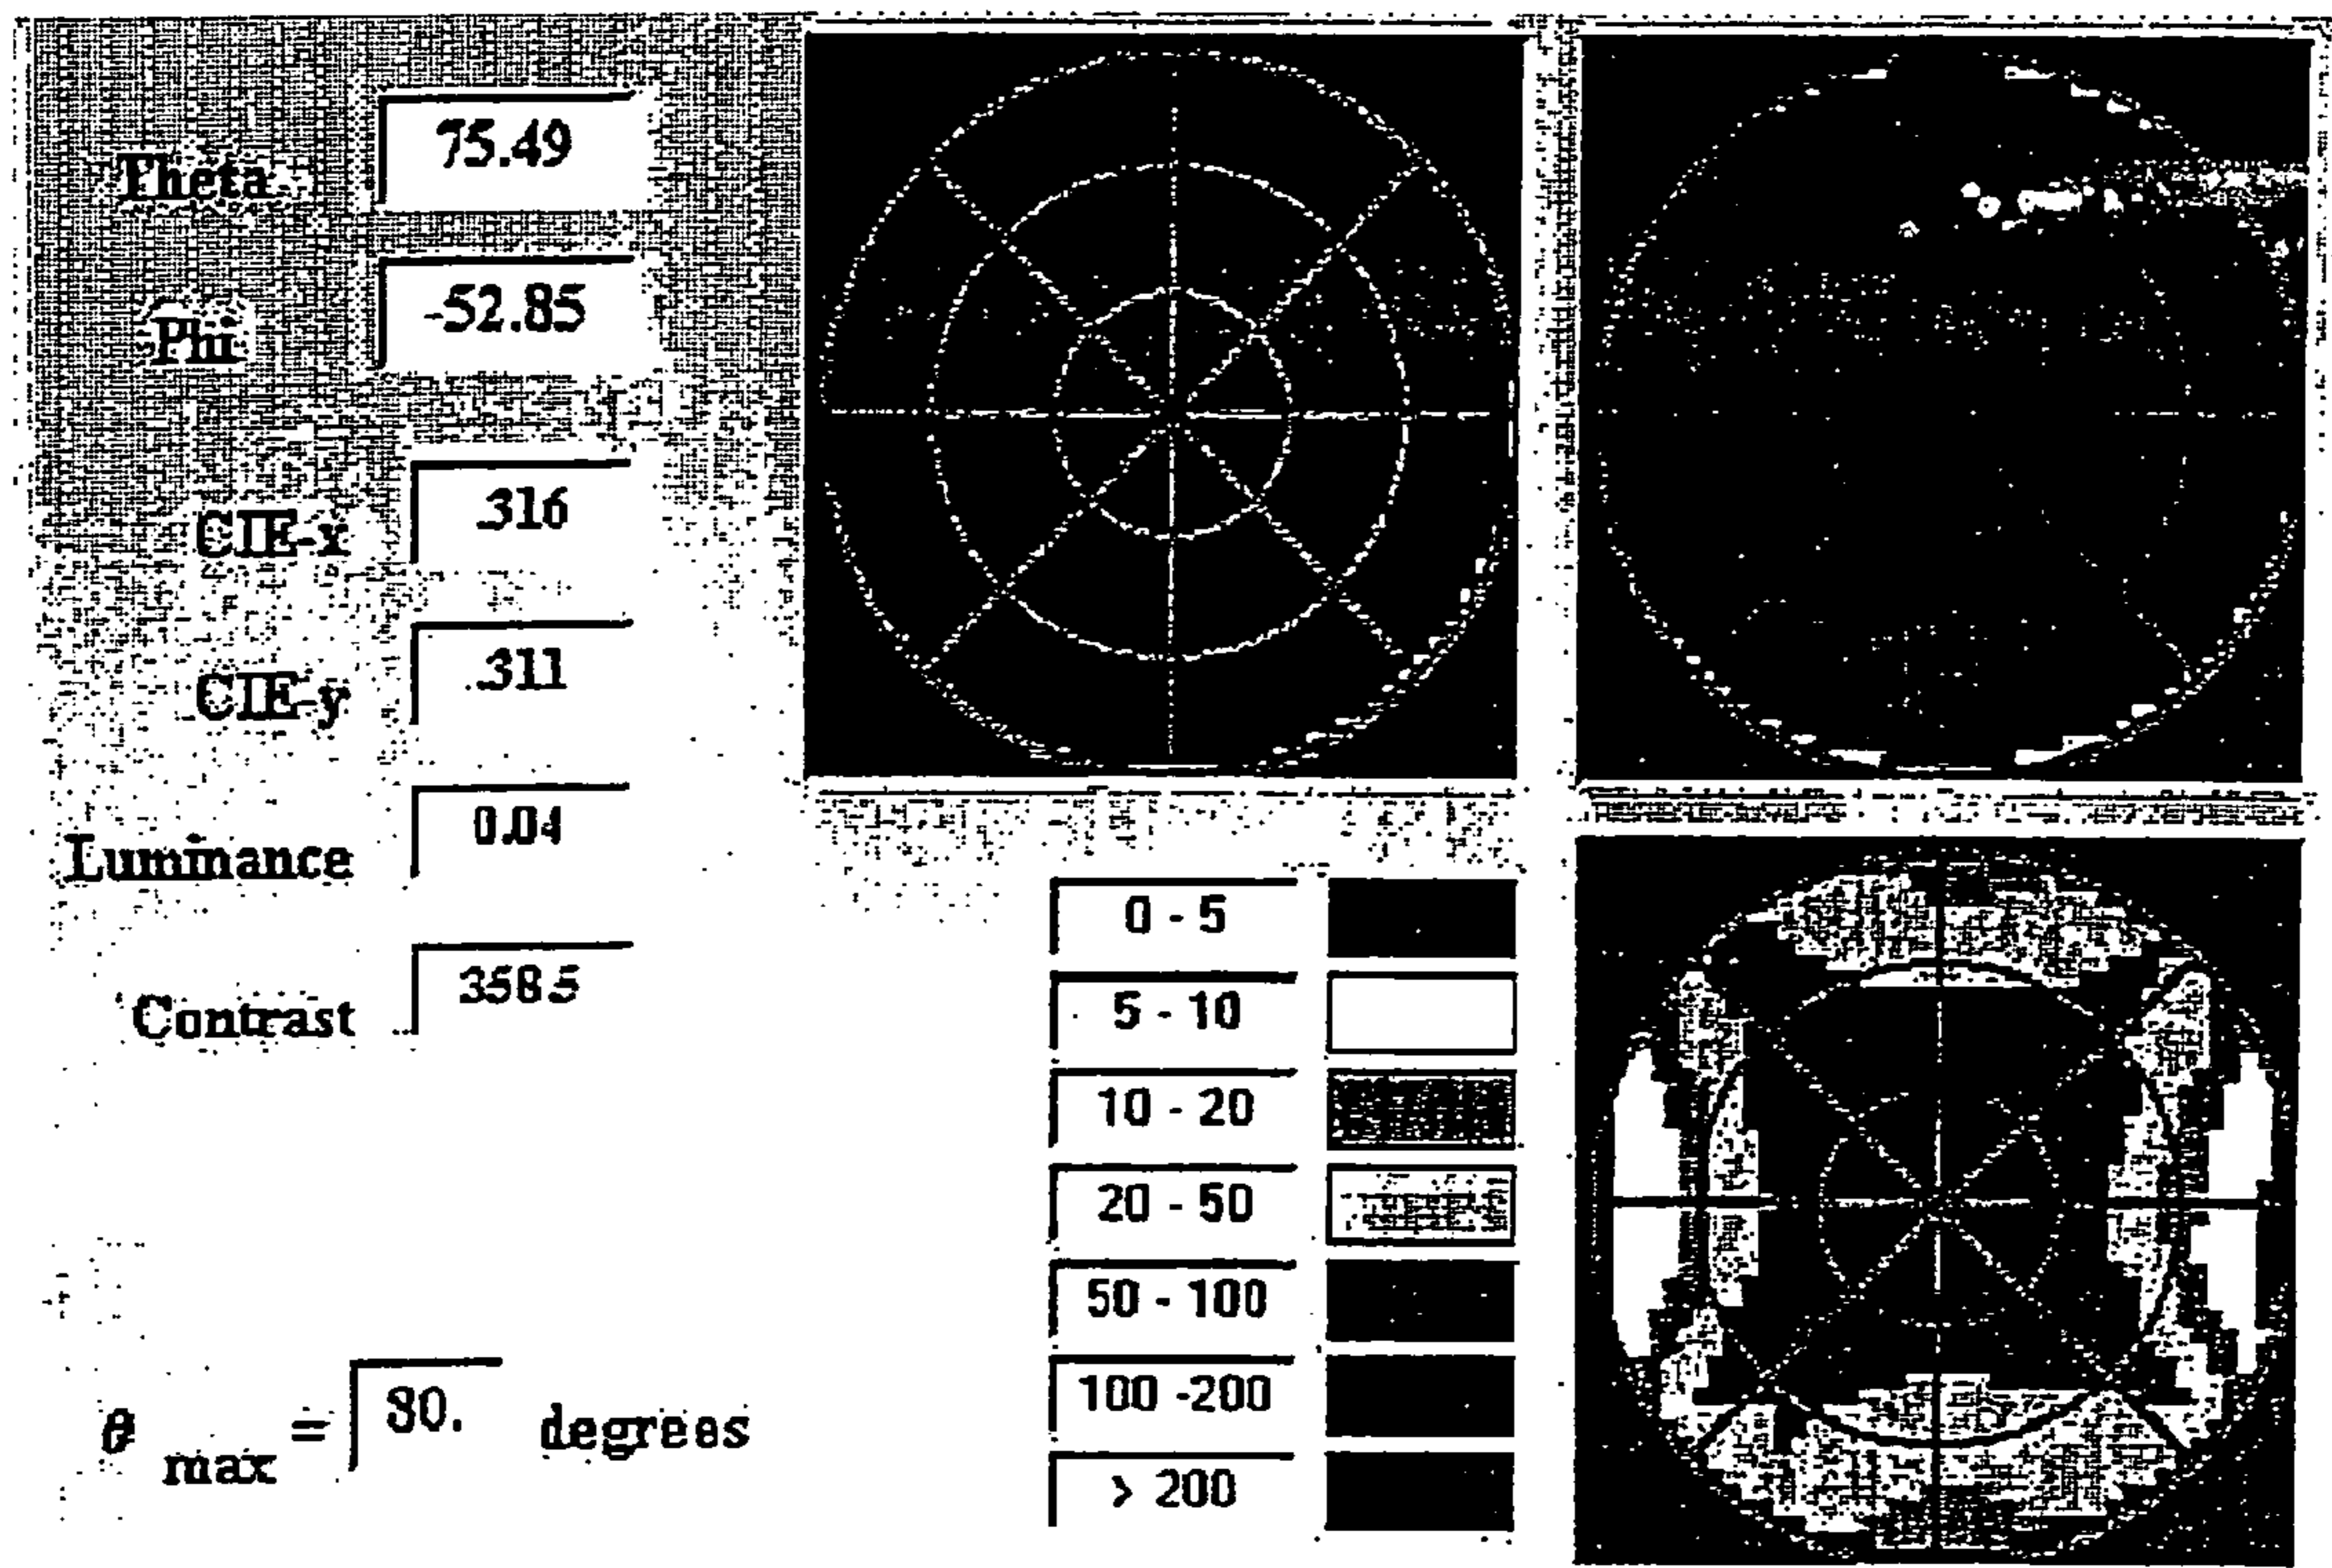 Theta 75.49
Phi -52.85
CIE-x .316
CIE-y .311
Luminance 0.04
Contrast 358.5
θ max = 80. degrees
0 - 5
5 - 10
10 - 20
20 - 50
50 - 100
100 -200
> 200